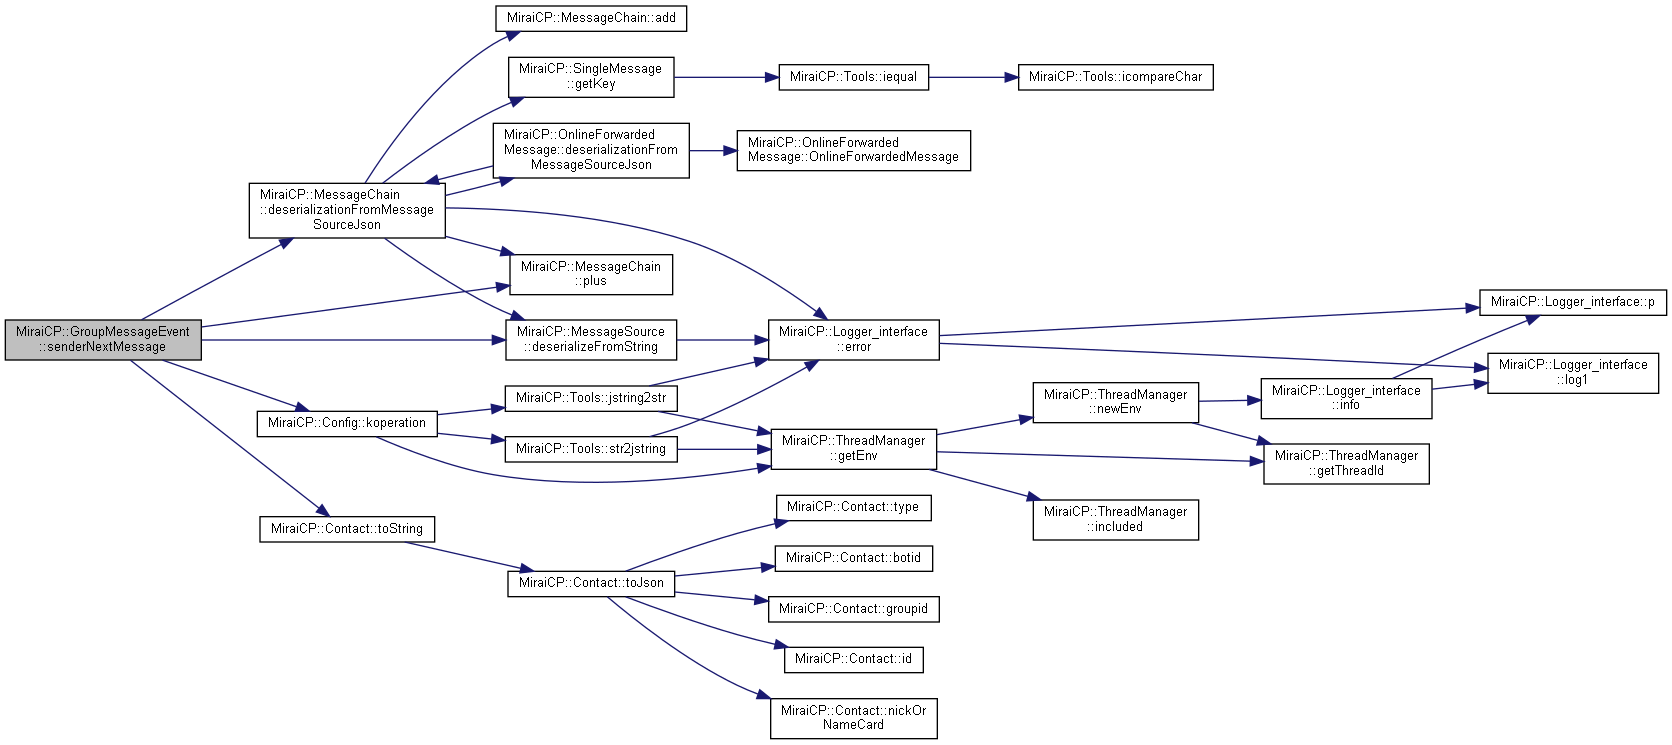 MiraiCP::MessageChain::add
MiraiCP::SingleMessage
::getKey
MiraiCP::Tools::iequal
MiraiCP::Tools::icompareChar
MiraiCP::OnlineForwarded
Message::deserializationFrom
MessageSourceJson
MiraiCP::OnlineForwarded
Message::OnlineForwardedMessage
MiraiCP::MessageChain
::deserializationFromMessage
SourceJson
MiraiCP::MessageChain
::plus
MiraiCP::GroupMessageEvent
::senderNextMessage
MiraiCP::MessageSource
::deserializeFromString
MiraiCP::Logger_interface
::error
MiraiCP::Logger_interface::p
MiraiCP::Logger_interface
::log1
MiraiCP::Config::koperation
MiraiCP::Tools::jstring2str
MiraiCP::Tools::str2jstring
MiraiCP::ThreadManager
::getEnv
MiraiCP::ThreadManager
::newEnv
MiraiCP::Logger_interface
::info
MiraiCP::ThreadManager
::getThreadId
MiraiCP::ThreadManager
::included
MiraiCP::Contact::toString
MiraiCP::Contact::toJson
MiraiCP::Contact::type
MiraiCP::Contact::botid
MiraiCP::Contact::groupid
MiraiCP::Contact::id
MiraiCP::Contact::nickOr
NameCard